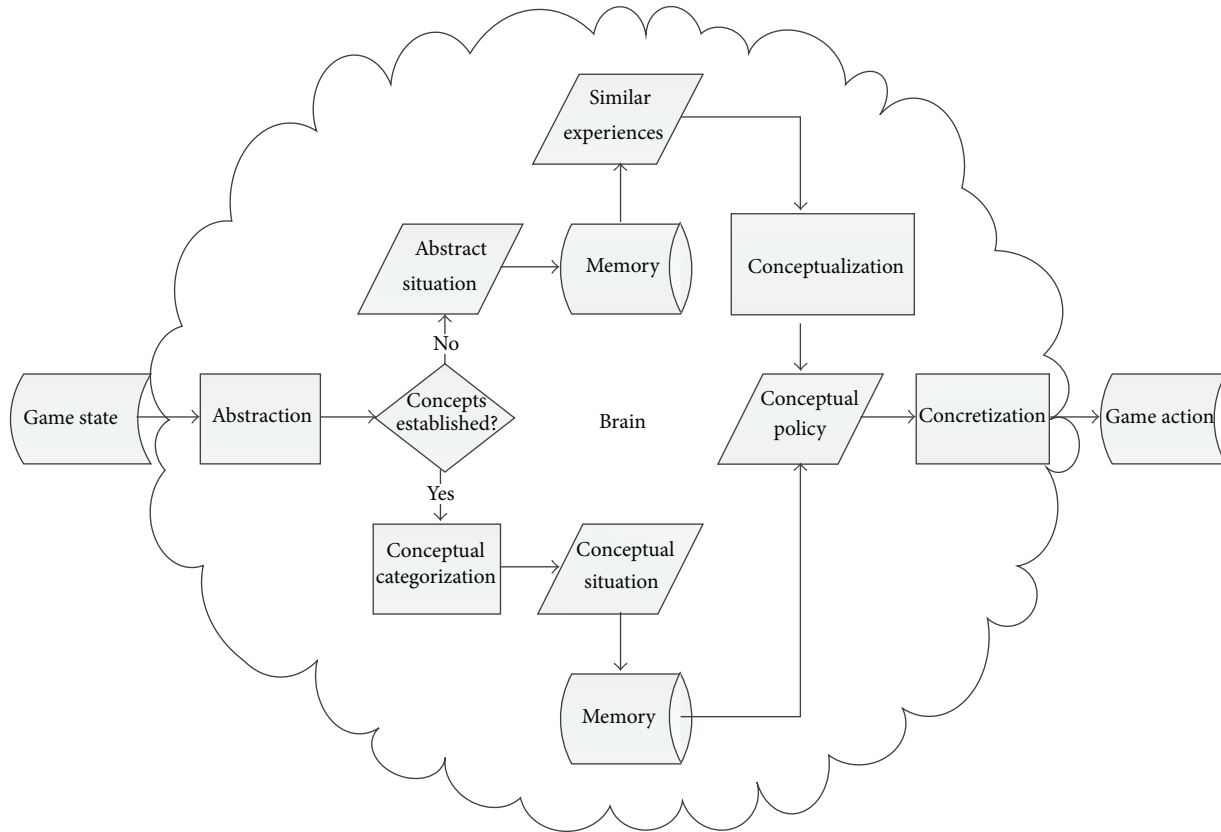 Similar
experiences
Abstract
situation
Memory
Conceptualization
No
Game state
Abstraction
Concepts
established?
Brain
Conceptual
policy
Concretization
Game action
Yes
Conceptual
categorization
Conceptual
situation
Memory